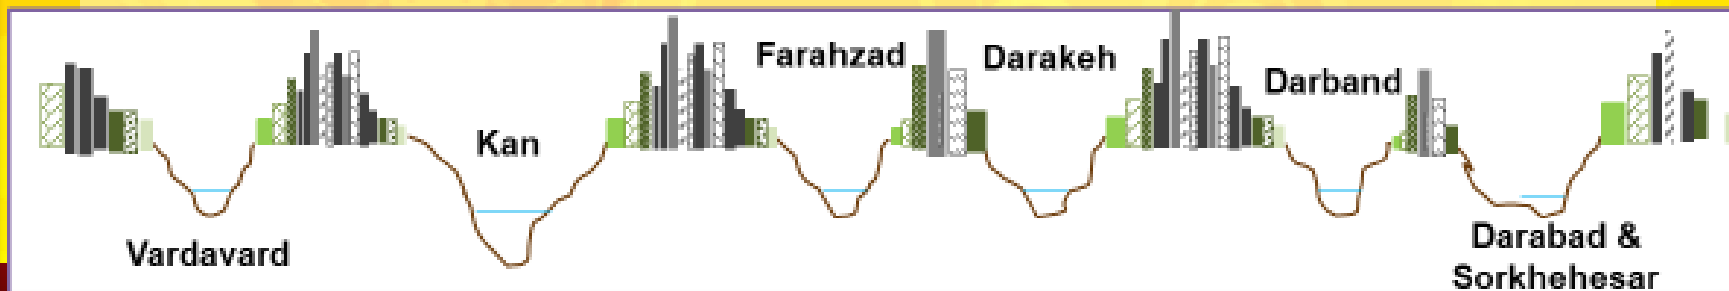 Vardavard
Kan
Farahzad
Darakeh
Darband
Darabad &
Sorkhehesar